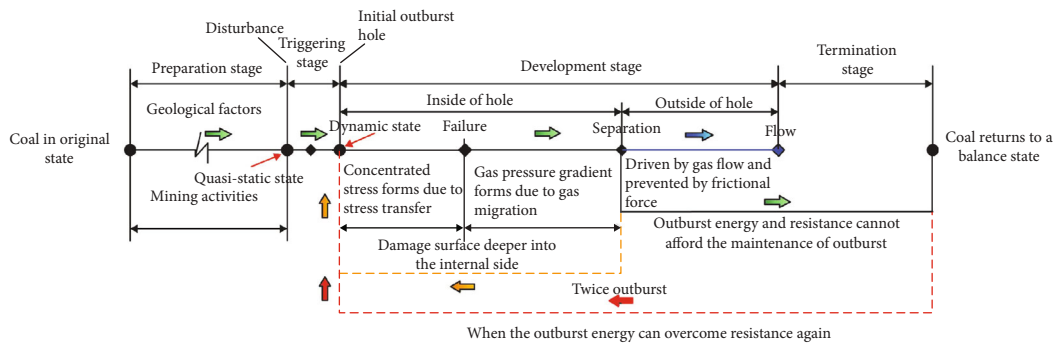 Disturbance
Triggering
stage
Initial outburst
hole
Preparation stage
Development stage
Termination
stage
Geological factors
Inside of hole
Outside of hole
Coal in original
state
Dynamic state
Failure
Separation
Flow
Coal returns to a
balance state
Quasi-static state
Mining activities
Concentrated
stress forms due to
stress transfer
Gas pressure gradient
forms due to gas
migration
Driven by gas flow and
prevented by frictional
force
Outburst energy and resistance cannot
afford the maintenance of outburst
Damage surface deeper into
the internal side
Twice outburst
When the outburst energy can overcome resistance again